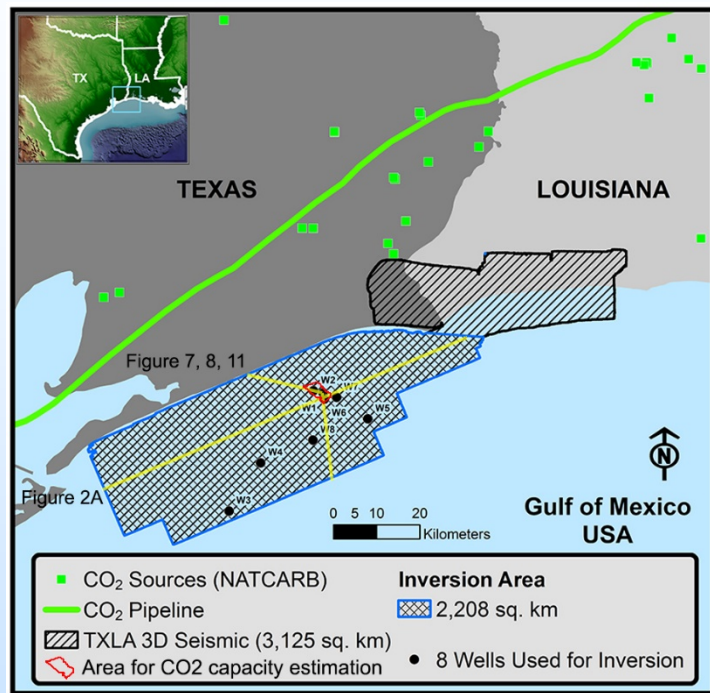 TX
LA
TEXAS
LOUISIANA
Figure 7, 8, 11
W2
W7
W1
W6
W5
W8
W4
W3
Figure 2A
N
0 5 10 20
Kilometers
Gulf of Mexico
USA
CO₂ Sources (NATCARB)
CO₂ Pipeline
TXLA 3D Seismic (3,125 sq. km)
Area for CO2 capacity estimation
Inversion Area
2,208 sq. km
8 Wells Used for Inversion